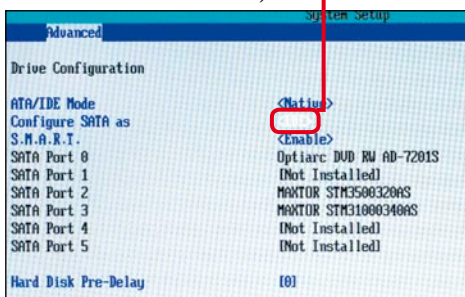 System Setup
Advanced
Drive Configuration
ATA/IDE Mode <Native>
Configure SATA as
S.M.A.R.T. <Enable>
SATA Port 0 Optiarc DVD RW AD-7201S
SATA Port 1 [Not Installed]
SATA Port 2 MAXTOR STM3500320AS
SATA Port 3 MAXTOR STM31000340AS
SATA Port 4 [Not Installed]
SATA Port 5 [Not Installed]
Hard Disk Pre-Delay [0]